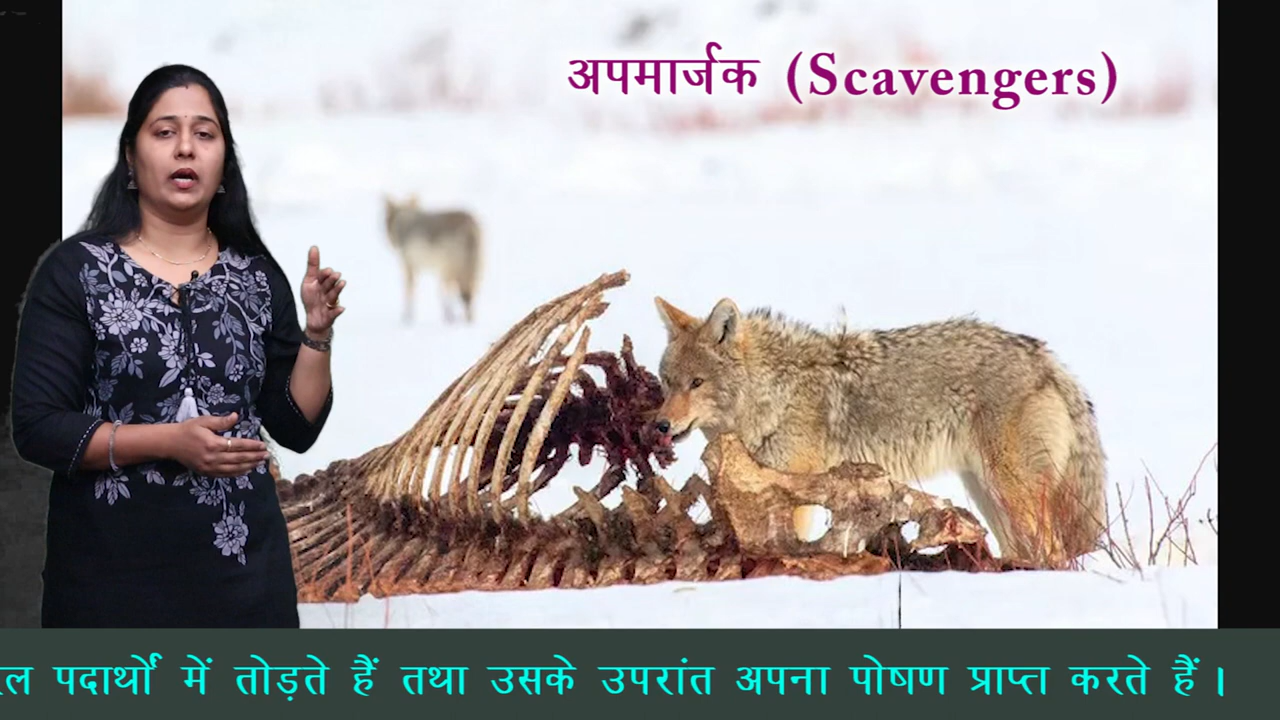 अपमार्जक (Scavengers)
पदार्थों में तोड़ते हैं तथा उसके उपरांत अपना पोषण प्राप्त करते हैं।